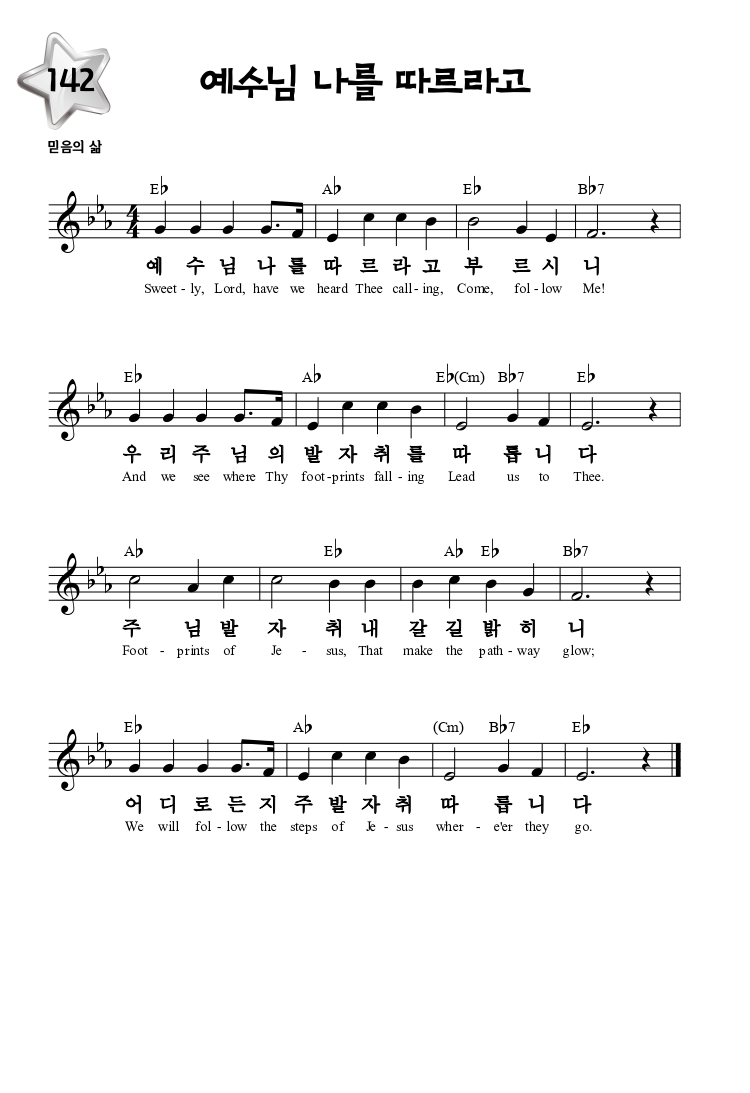 142
예수님 나를 따르라고
믿음의 삶
E♭ A♭ E♭ B♭7
4
4
예 수 님 나 를 따 르 라 고 부 르 시 니
Sweet - ly, Lord, have we heard Thee call - ing, Come, fol - low Me!
E♭ A♭ E♭(Cm) B♭7 E♭
우 리 주 님 의 발 자 취 를 따 릅 니 다
And we see where Thy foot - prints fall - ing Lead us to Thee.
A♭ E♭ A♭ E♭ B♭7
주 님 발 자 취 내 갈 길 밝 히 니
Foot - prints of Je - sus, That make the path - way glow;
E♭ A♭ (Cm) B♭7 E♭
어 디 로 든 지 주 발 자 취 따 릅 니 다
We will fol - low the steps of Je - sus wher - e'er they go.